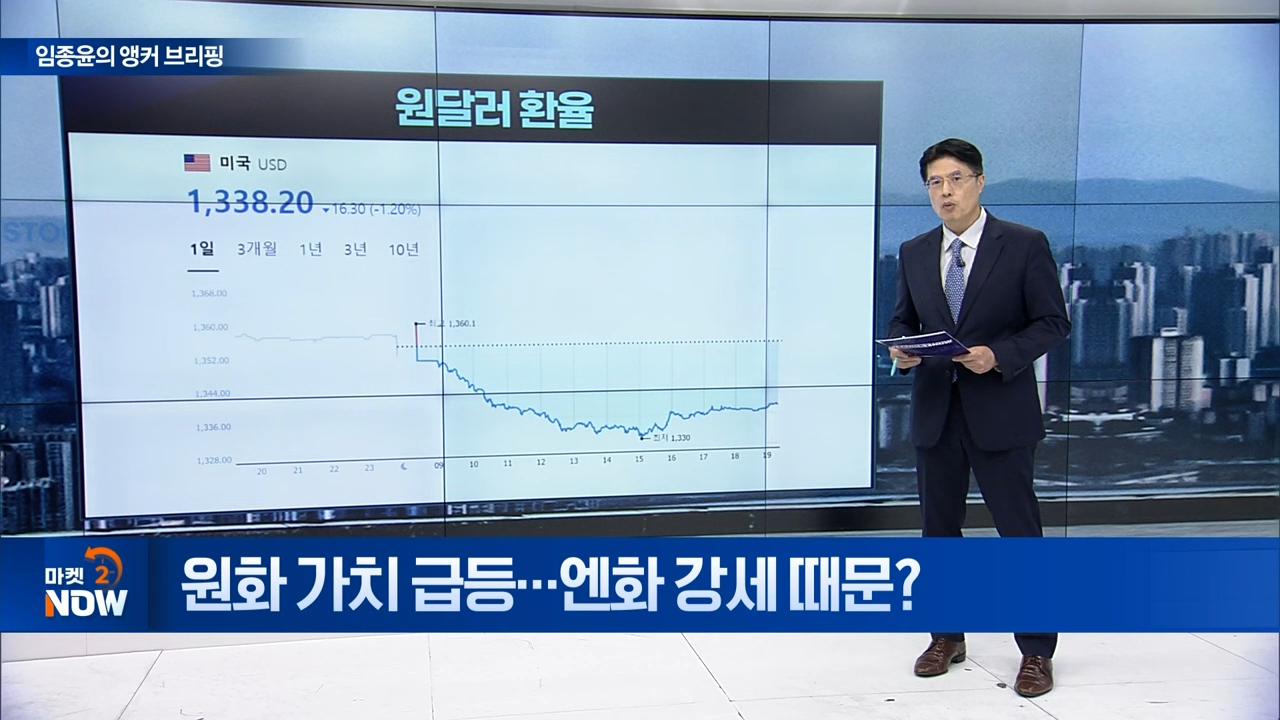 임종윤의 앵커 브리핑
원달러 환율
미국 USD
1,338.20 ▼16.30 (-1.20%)
1일 3개월 1년 3년 10년
1,368.00
1,360.00
최고 1,360.1
1,352.00
1,344.00
1,336.00
최저 1,330
1,328.00
20 21 22 23 09 10 11 12 13 14 15 16 17 18 19
마켓 2
NOW
원화 가치 급등…엔화 강세 때문?